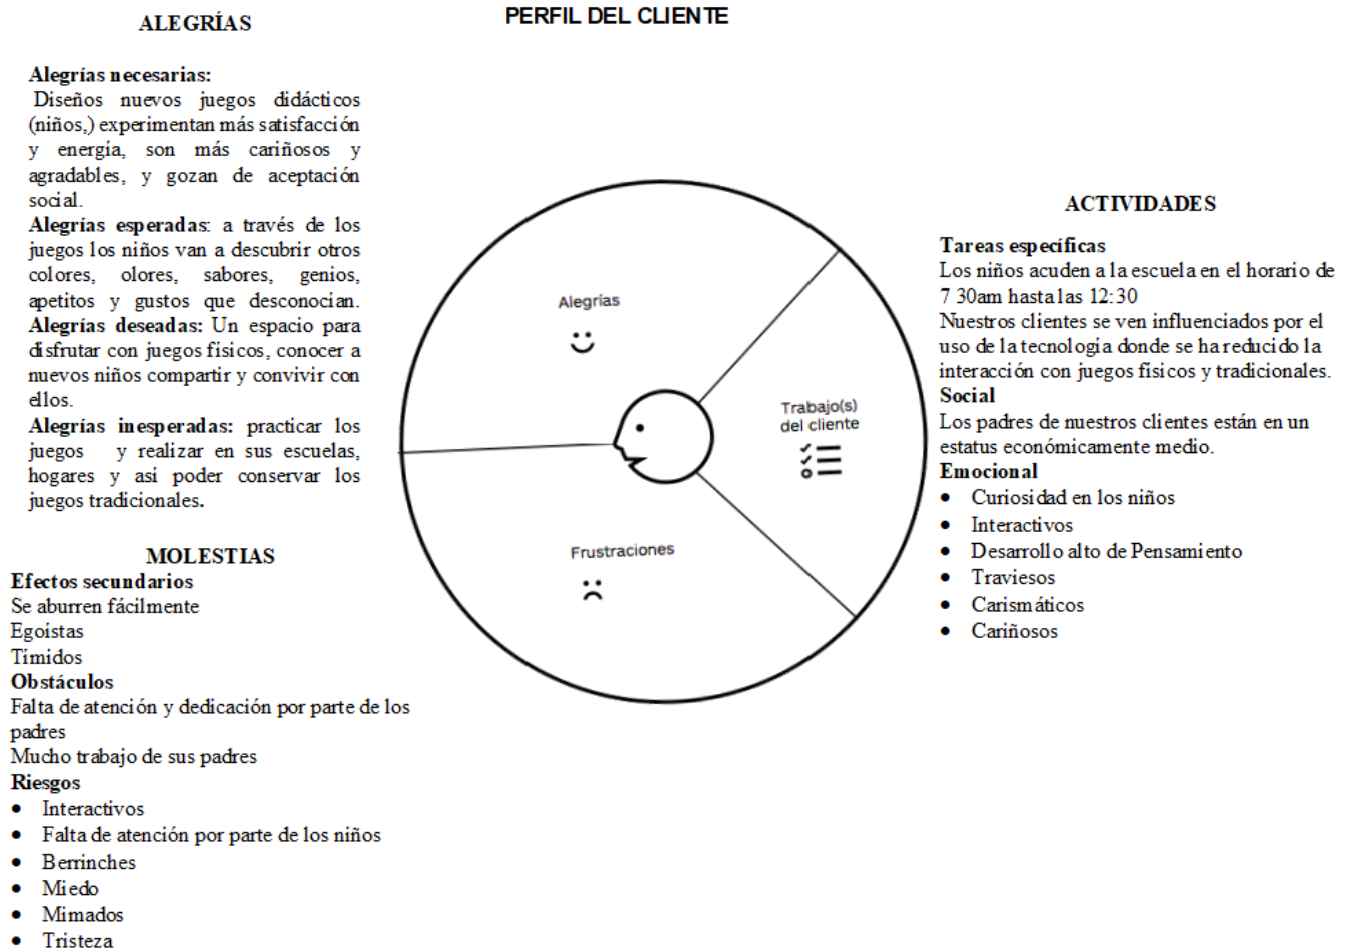 PERFIL DEL CLIENTE
ALEGRÍAS
Alegrías necesarias:
Diseños nuevos juegos didácticos
(niños,) experimentan más satisfacción
y energía, son más cariñosos y
agradables, y gozan de aceptación
social.
Alegrías esperadas: a través de los
juegos los niños van a descubrir otros
colores, olores, sabores, genios,
apetitos y gustos que desconocían.
Alegrías deseadas: Un espacio para
disfrutar con juegos físicos, conocer a
nuevos niños compartir y convivir con
ellos.
Alegrías inesperadas: practicar los
juegos y realizar en sus escuelas,
hogares y así poder conservar los
juegos tradicionales.
MOLESTIAS
Efectos secundarios
Se aburren fácilmente
Egoístas
Tímidos
Obstáculos
Falta de atención y dedicación por parte de los
padres
Mucho trabajo de sus padres
Riesgos
• Interactivos
• Falta de atención por parte de los niños
• Berrinches
• Miedo
• Mimados
• Tristeza
Alegrías
Trabajo(s)
del cliente
Frustraciones
ACTIVIDADES
Tareas específicas
Los niños acuden a la escuela en el horario de
7 30am hasta las 12:30
Nuestros clientes se ven influenciados por el
uso de la tecnología donde se ha reducido la
interacción con juegos físicos y tradicionales.
Social
Los padres de nuestros clientes están en un
estatus económicamente medio.
Emocional
• Curiosidad en los niños
• Interactivos
• Desarrollo alto de Pensamiento
• Traviesos
• Carismáticos
• Cariñosos